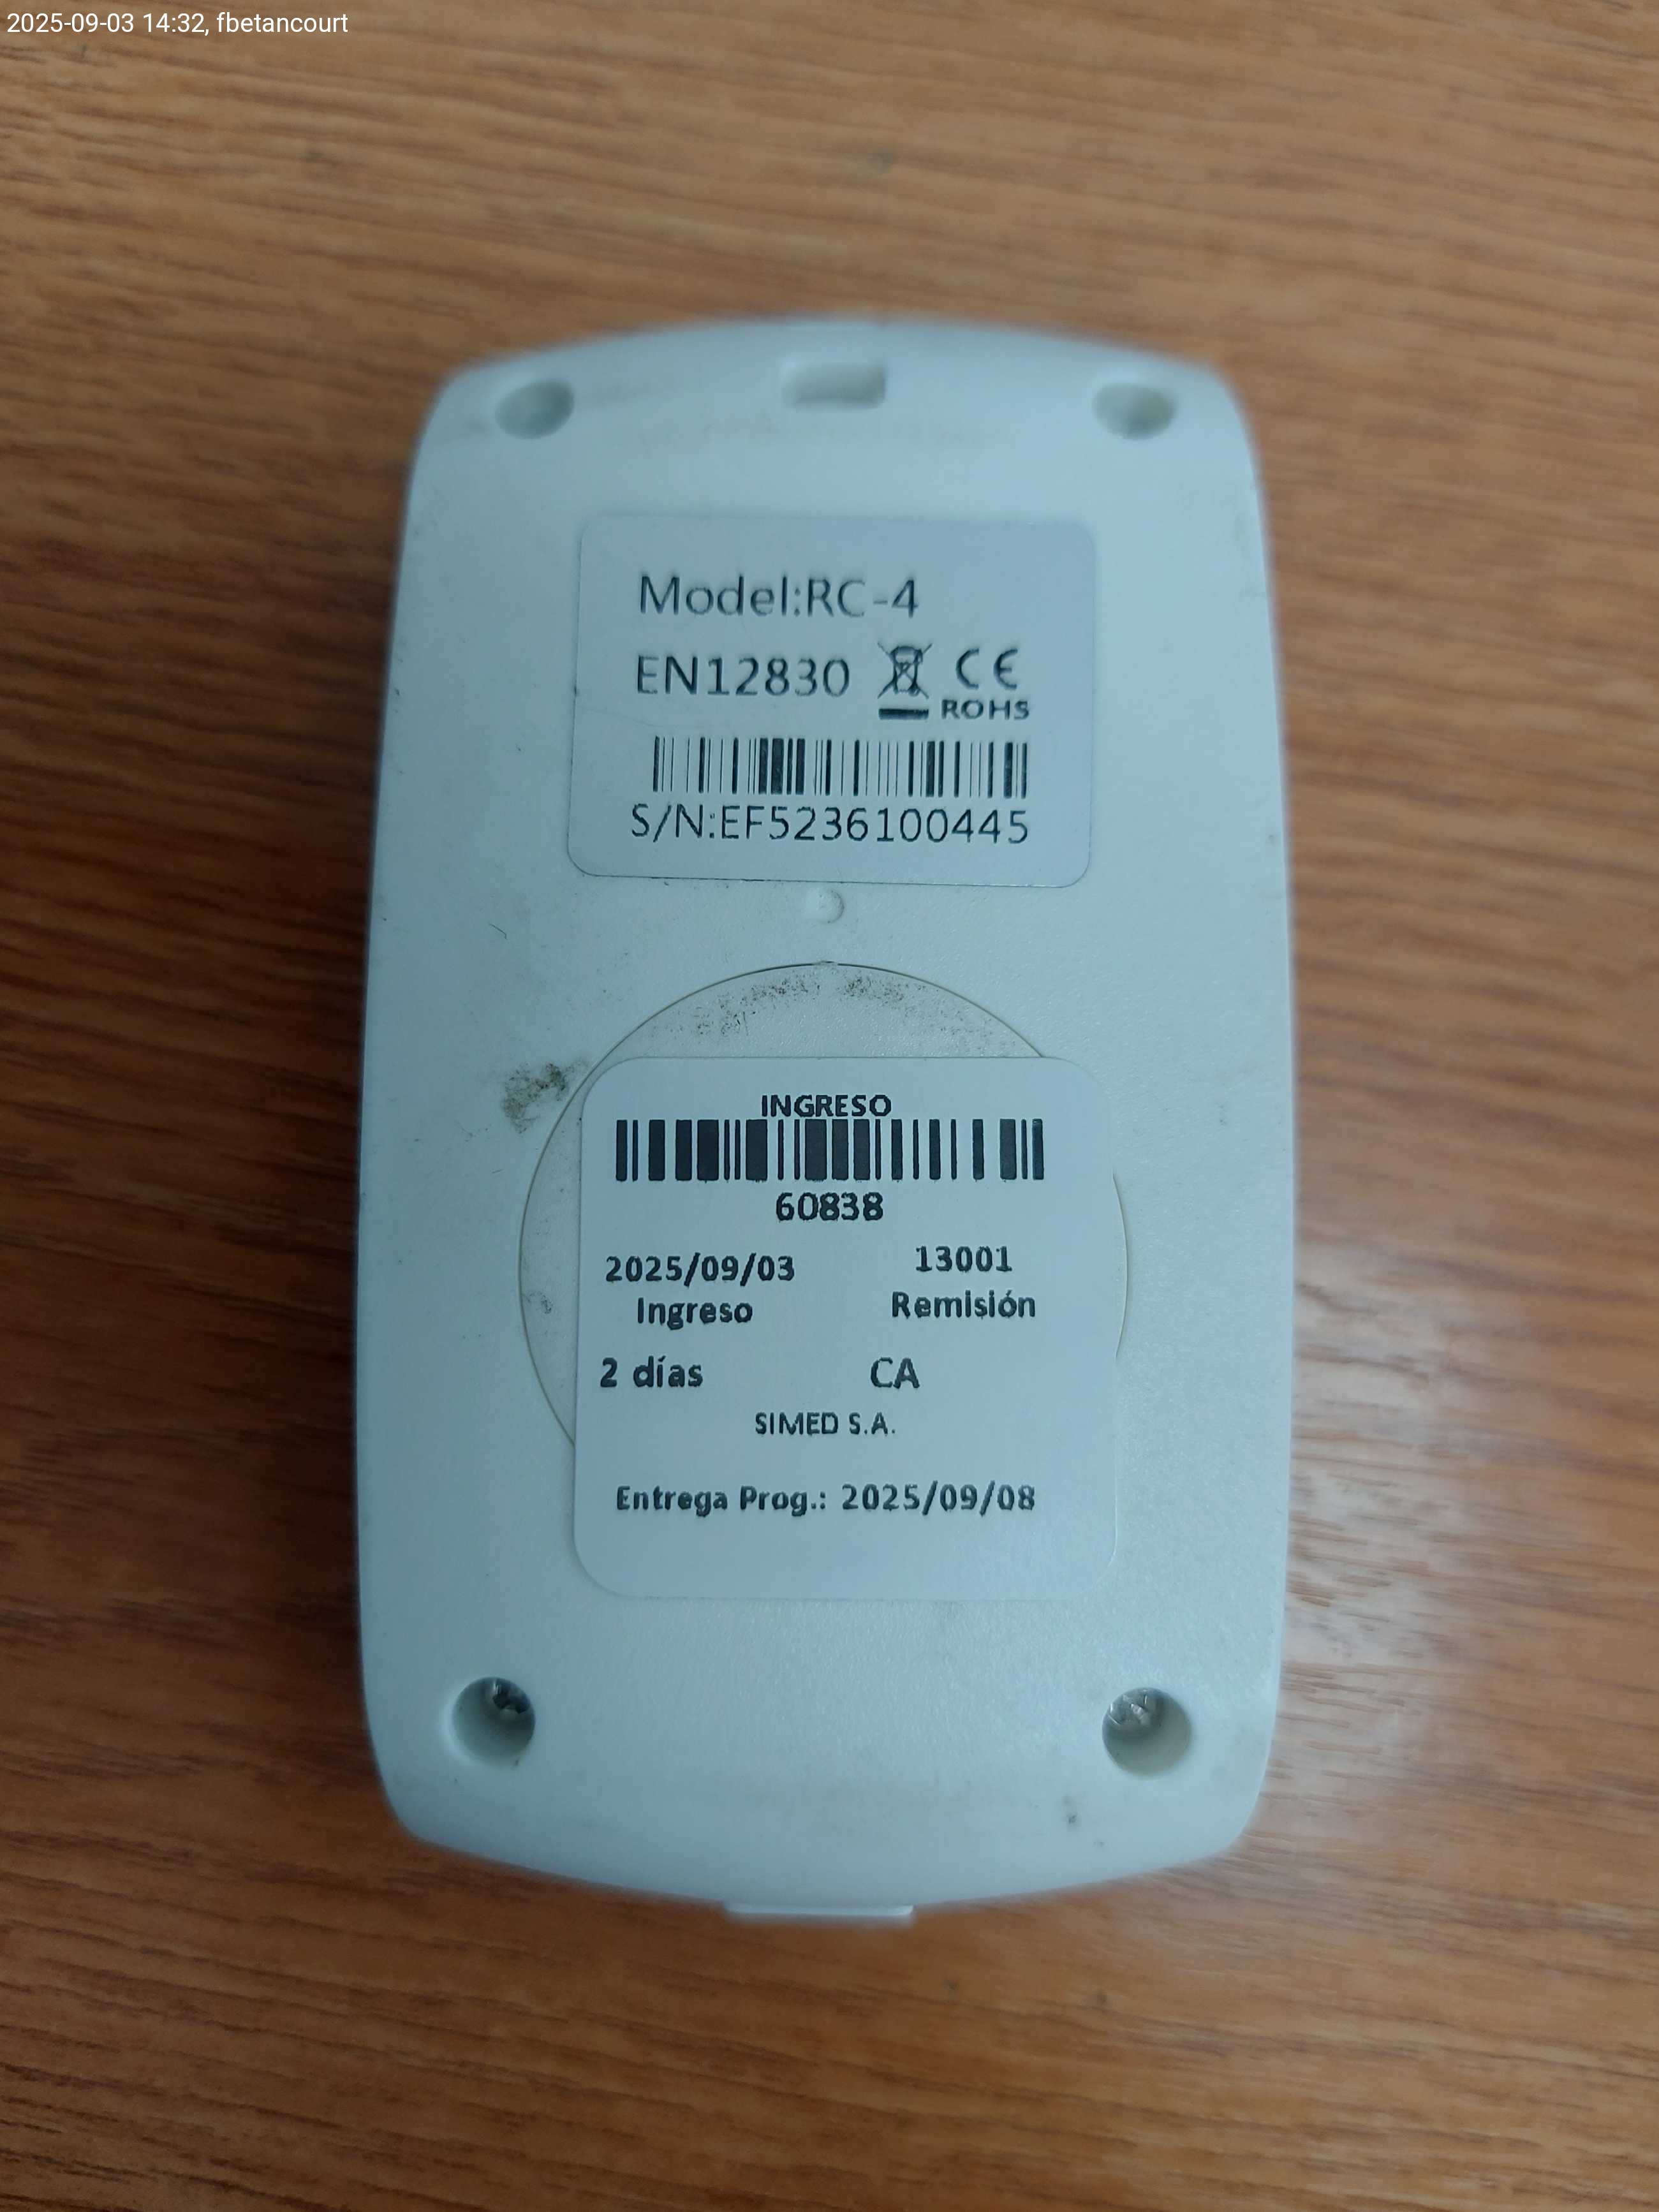 2025-09-03 14:32, fbetancourt
Model:RC-4
EN12830 CE
ROHS
S/N:EF5236100445
INGRESO
60838
2025/09/03 13001
Ingreso Remisión
2 días CA
SIMED S.A.
Entrega Prog.: 2025/09/08